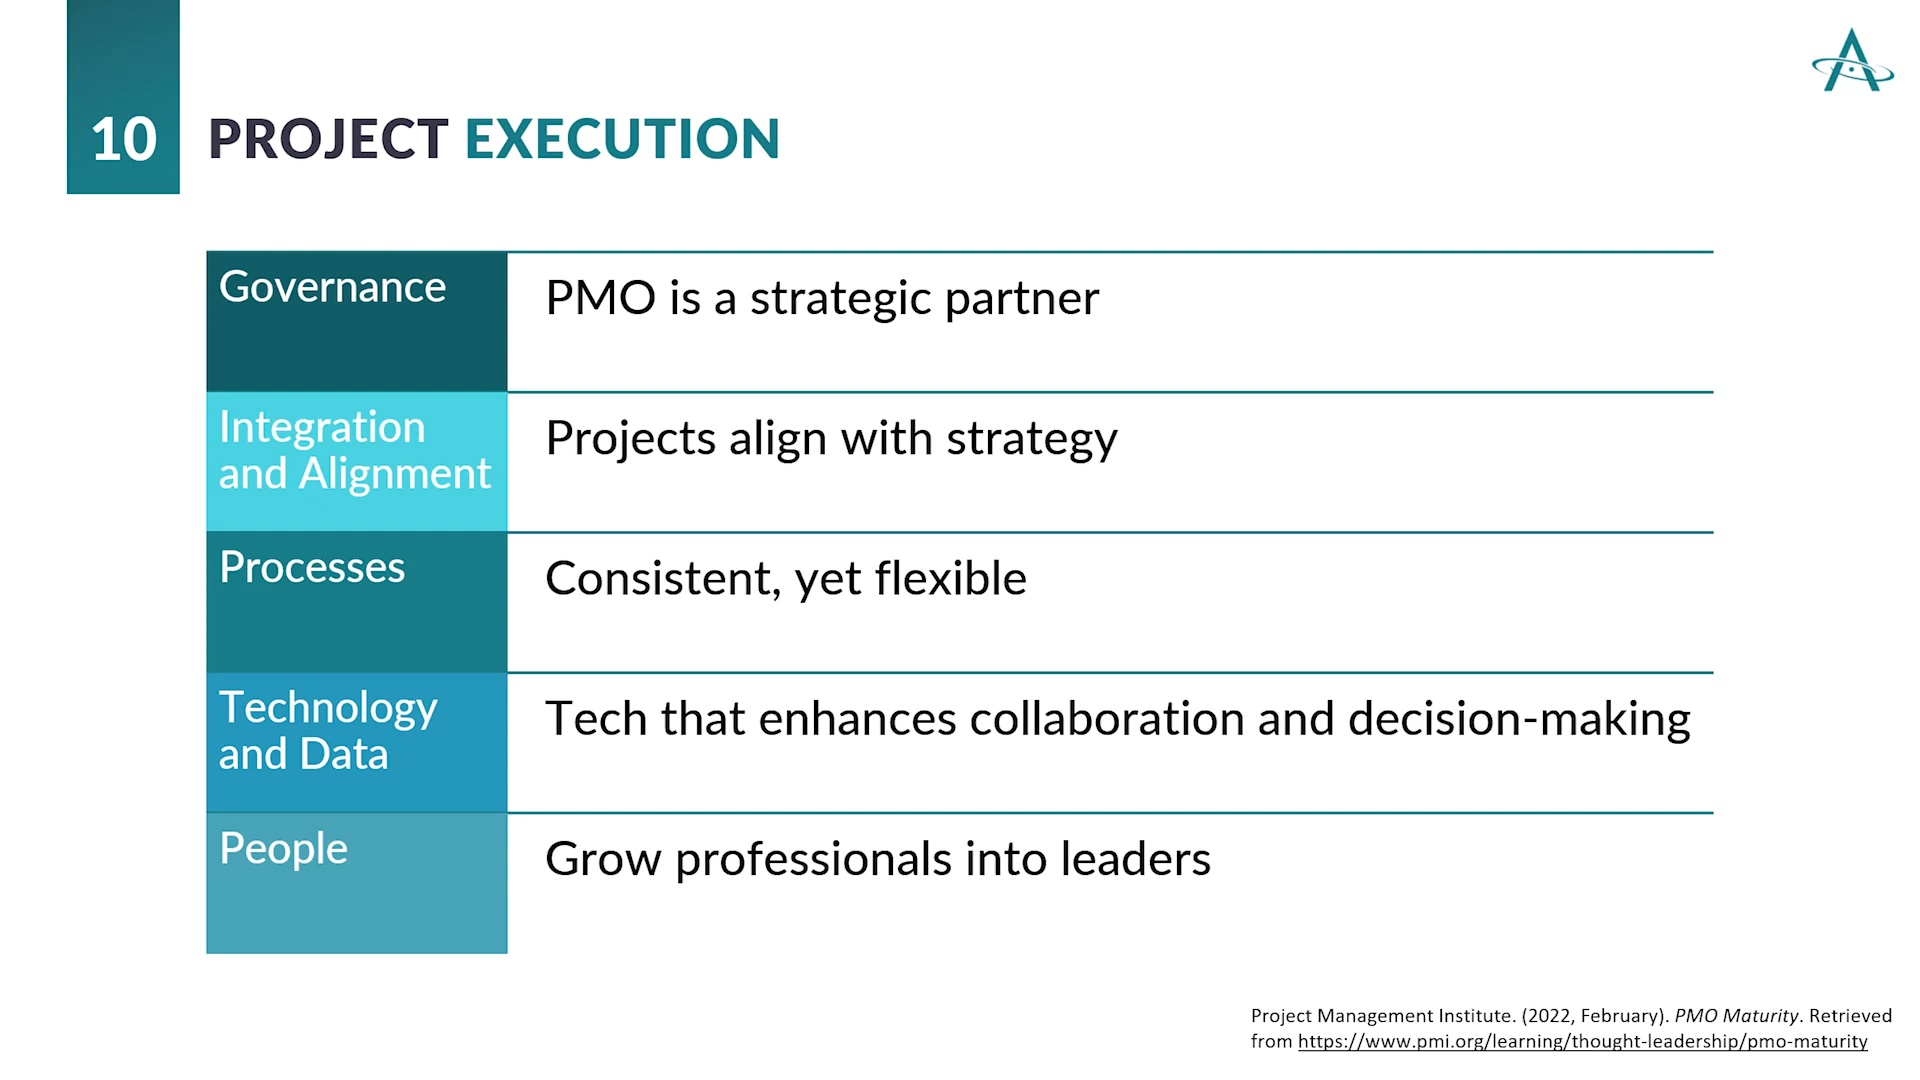 10
PROJECT EXECUTION
Governance
PMO is a strategic partner
Integration
and Alignment
Projects align with strategy
Processes
Consistent, yet flexible
Technology
and Data
Tech that enhances collaboration and decision-making
People
Grow professionals into leaders
Project Management Institute. (2022, February). PMO Maturity. Retrieved
from https://www.pmi.org/learning/thought-leadership/pmo-maturity